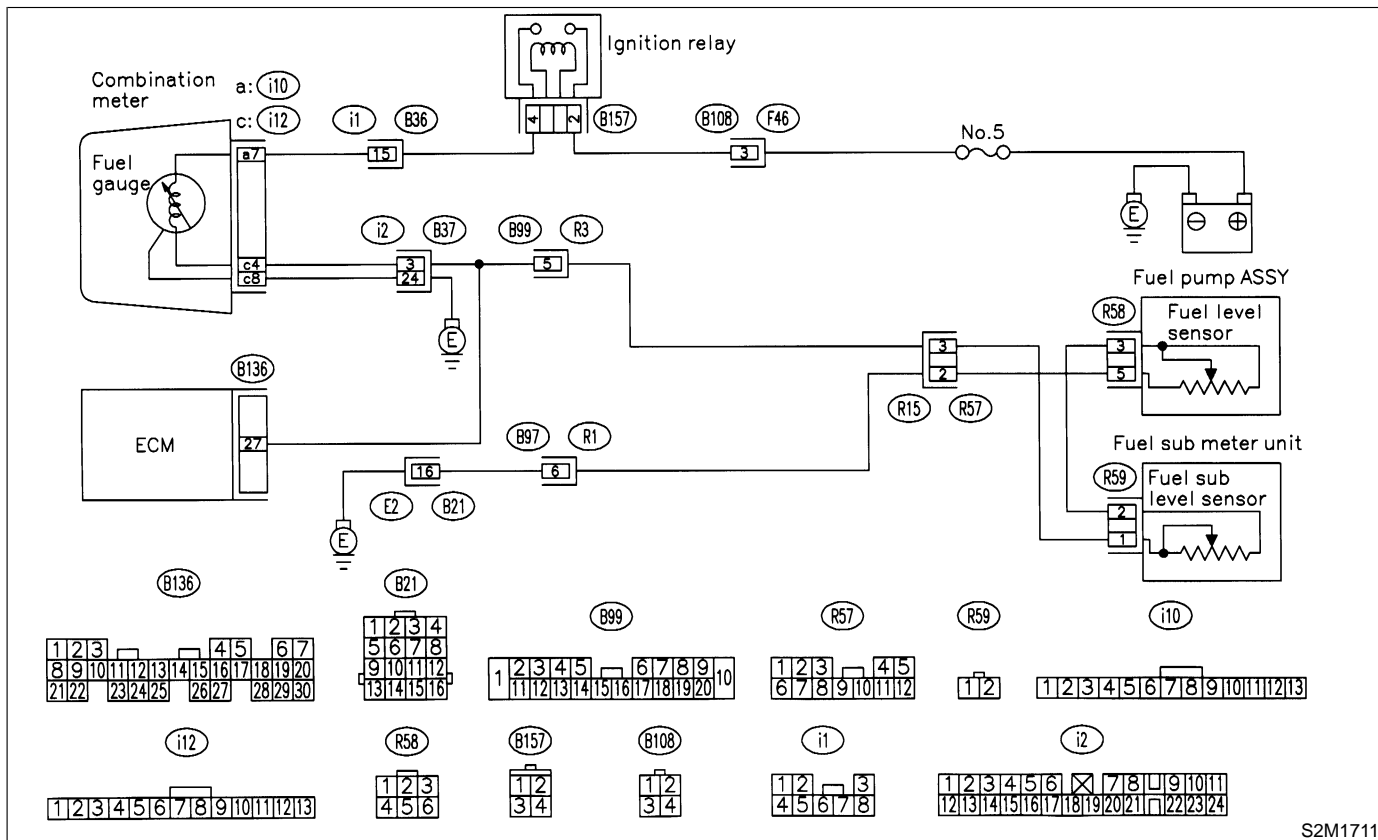 Ignition relay
Combination meter
a: i10
c: i12
i1 B36
4 2 B157
B108 F46
No.5
a7
15
3
Fuel gauge
E
⊖ ⊕
i2 B37
B99 R3
c4
c8
3
24
5
E
Fuel pump ASSY
R58
Fuel level sensor
3
5
3
2
R15 R57
B136
ECM
27
B97 R1
16
6
E2 B21
E
Fuel sub meter unit
R59
Fuel sub level sensor
2
1
B136
1 2 3 4 5 6 7
8 9 10 11 12 13 14 15 16 17 18 19 20
21 22 23 24 25 26 27 28 29 30
B21
1 2 3 4
5 6 7 8
9 10 11 12
13 14 15 16
B99
1 2 3 4 5 6 7 8 9 10
11 12 13 14 15 16 17 18 19 20
R57
1 2 3 4 5
6 7 8 9 10 11 12
R59
1 2
i10
1 2 3 4 5 6 7 8 9 10 11 12 13
i12
1 2 3 4 5 6 7 8 9 10 11 12 13
R58
1 2 3
4 5 6
B157
1 2
3 4
B108
1 2
3 4
i1
1 2 3
4 5 6 7 8
i2
1 2 3 4 5 6 7 8 9 10 11
12 13 14 15 16 17 18 19 20 21 22 23 24
S2M1711